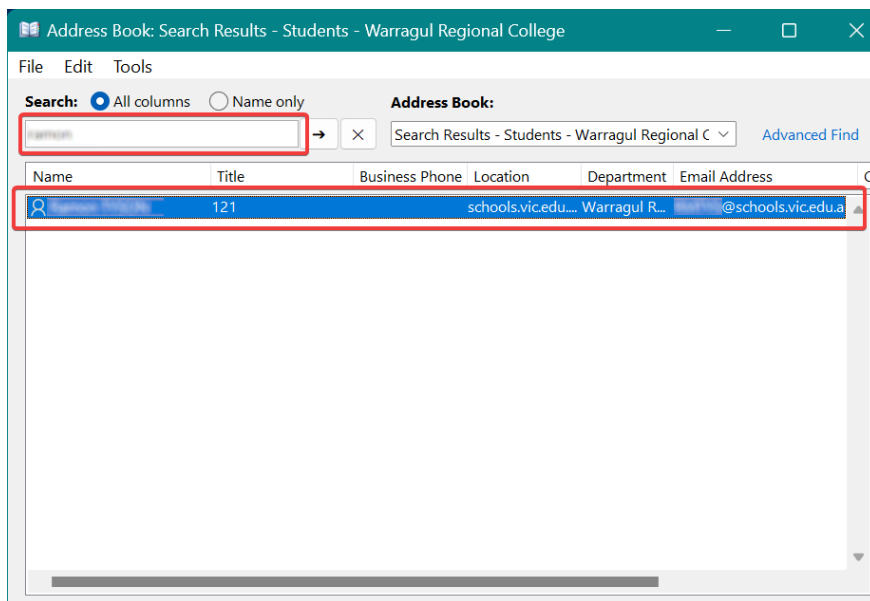 Address Book: Search Results - Students - Warragul Regional College
File Edit Tools
Search: All columns Name only Address Book:
Search Results - Students - Warragul Regional C Advanced Find
Name Title Business Phone Location Department Email Address
121 schools.vic.edu.... Warragul R... @schools.vic.edu.a